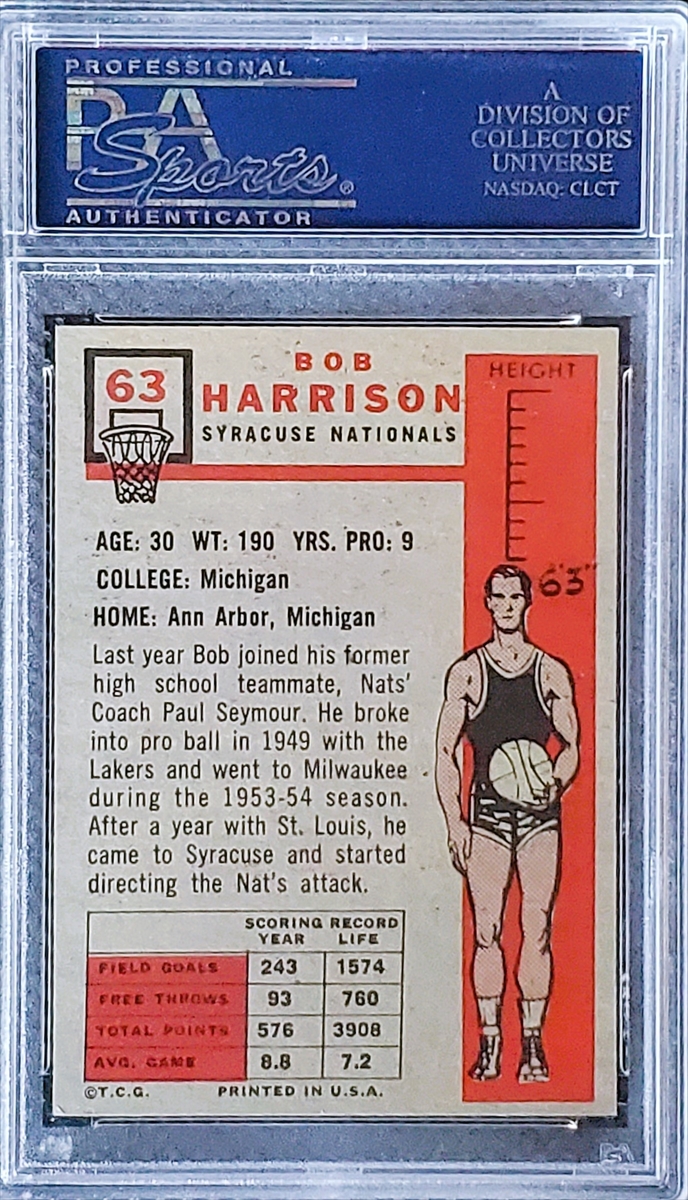 PROFESSIONAL
PSA
Sports®
AUTHENTICATOR
A
DIVISION OF
COLLECTORS
UNIVERSE
NASDAQ: CLCT
63
BOB
HARRISON
SYRACUSE NATIONALS
HEIGHT
6'3"
AGE: 30 WT: 190 YRS. PRO: 9
COLLEGE: Michigan
HOME: Ann Arbor, Michigan
Last year Bob joined his former
high school teammate, Nats'
Coach Paul Seymour. He broke
into pro ball in 1949 with the
Lakers and went to Milwaukee
during the 1953-54 season.
After a year with St. Louis, he
came to Syracuse and started
directing the Nat's attack.
SCORING RECORD
YEAR LIFE
FIELD GOALS 243 1574
FREE THROWS 93 760
TOTAL POINTS 576 3908
AVG. GAME 8.8 7.2
©T.C.G. PRINTED IN U.S.A.